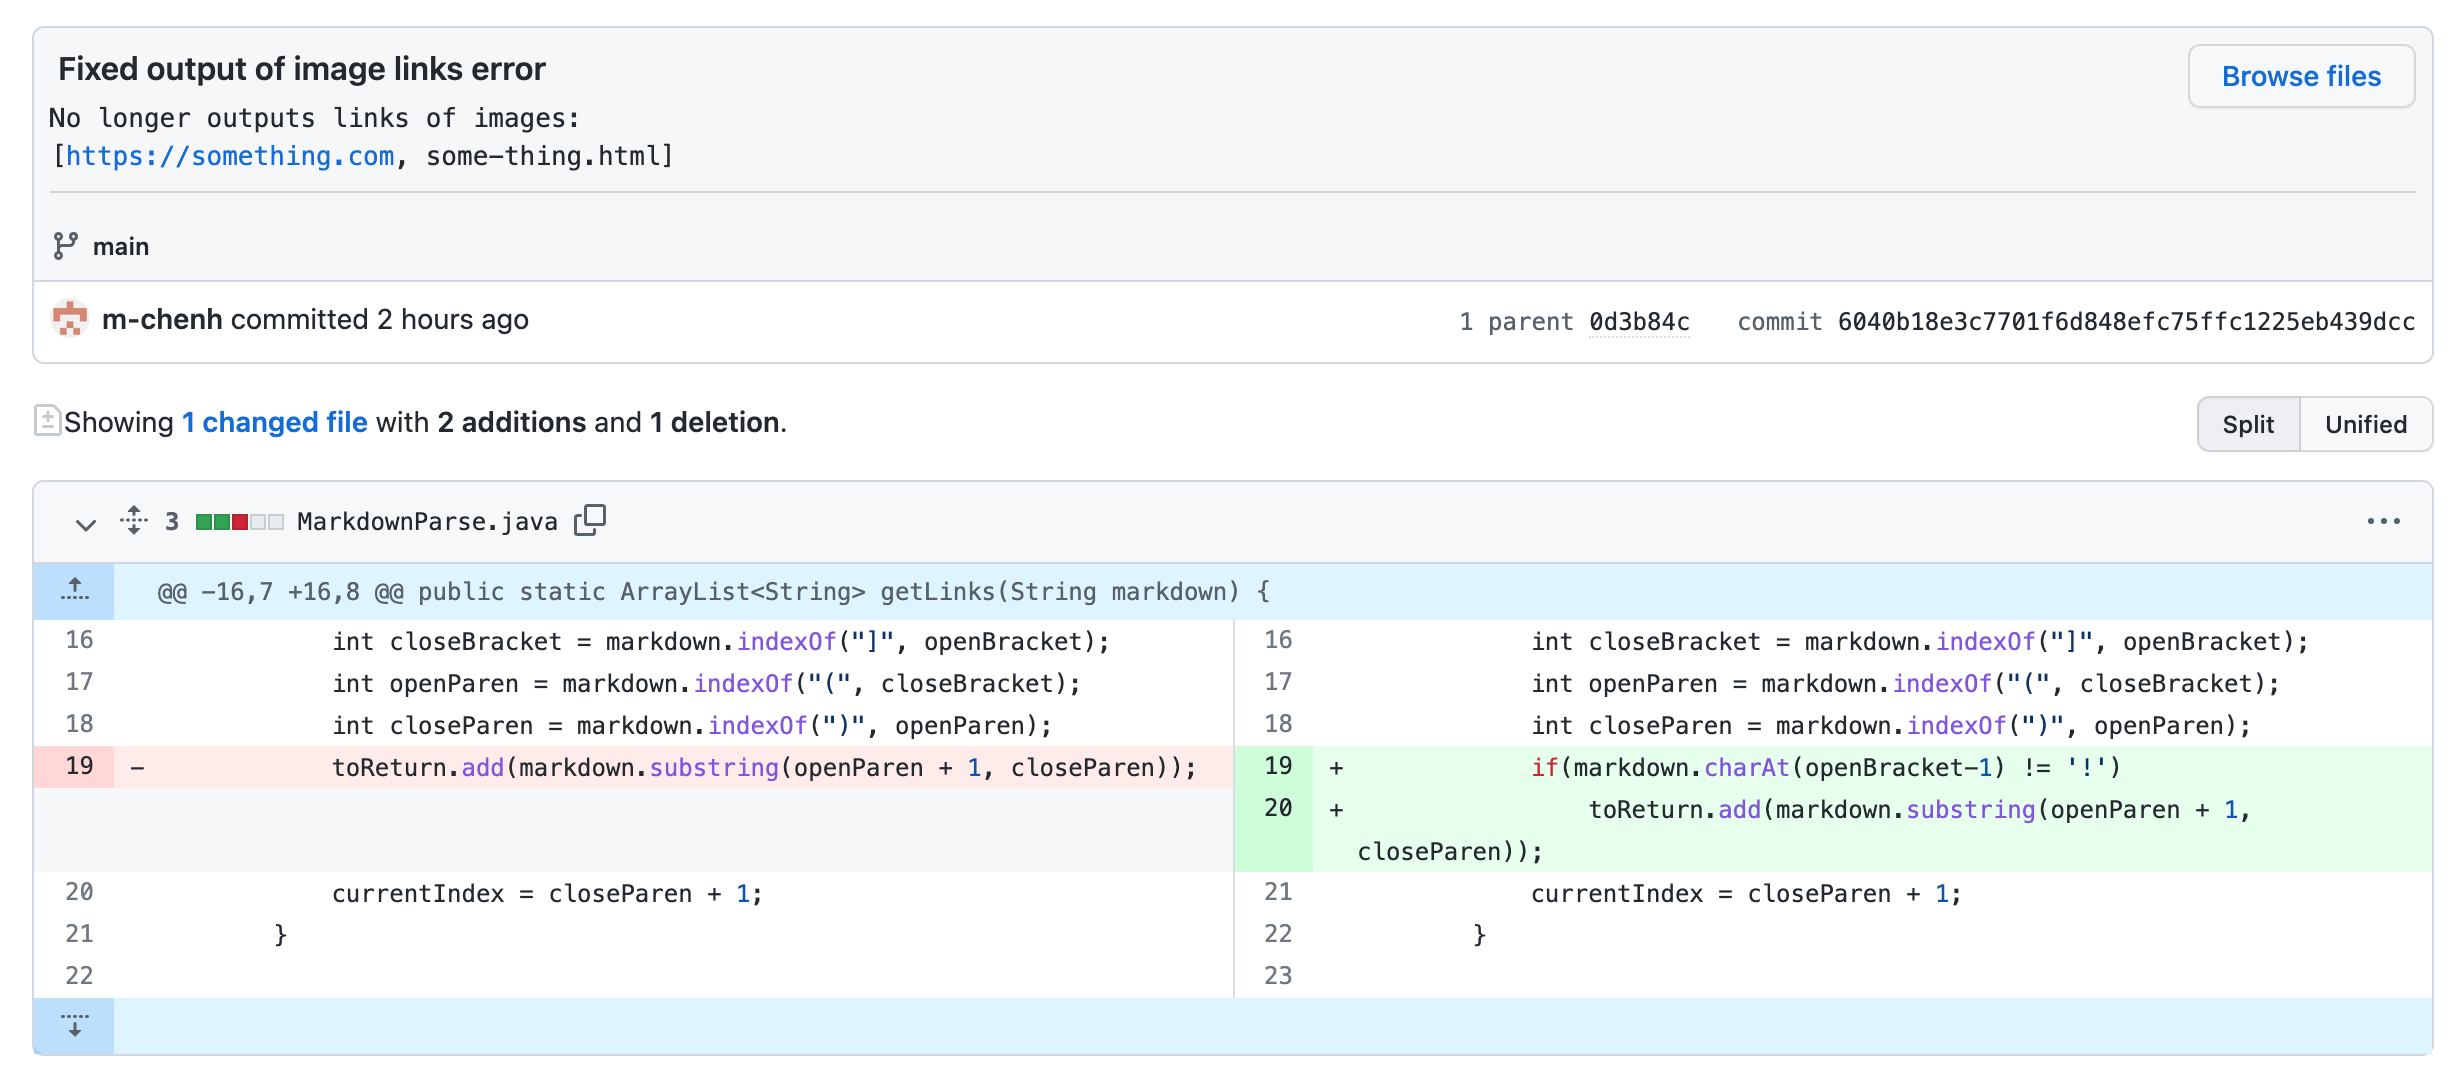 Fixed output of image links error
Browse files
No longer outputs links of images:
[https://something.com, some-thing.html]
main
m-chenh committed 2 hours ago
1 parent 0d3b84c commit 6040b18e3c7701f6d848efc75ffc1225eb439dcc
Showing 1 changed file with 2 additions and 1 deletion.
Split Unified
3 MarkdownParse.java
@@ -16,7 +16,8 @@ public static ArrayList<String> getLinks(String markdown) {
16 int closeBracket = markdown.indexOf("]", openBracket);
17 int openParen = markdown.indexOf("(", closeBracket);
18 int closeParen = markdown.indexOf(")", openParen);
19 - toReturn.add(markdown.substring(openParen + 1, closeParen));
20 currentIndex = closeParen + 1;
21 }
22
16 int closeBracket = markdown.indexOf("]", openBracket);
17 int openParen = markdown.indexOf("(", closeBracket);
18 int closeParen = markdown.indexOf(")", openParen);
19 + if(markdown.charAt(openBracket-1) != '!')
20 + toReturn.add(markdown.substring(openParen + 1,
closeParen));
21 currentIndex = closeParen + 1;
22 }
23